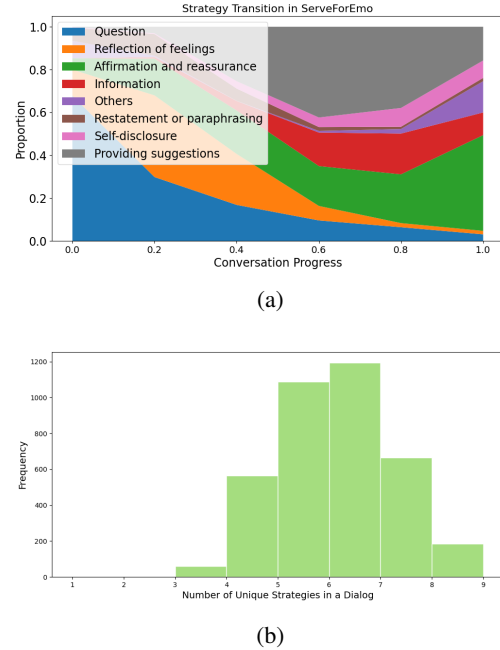 Strategy Transition in ServeForEmo
Proportion
1.0
0.8
0.6
0.4
0.2
0.0
Question
Reflection of feelings
Affirmation and reassurance
Information
Others
Restatement or paraphrasing
Self-disclosure
Providing suggestions
0.0 0.2 0.4 0.6 0.8 1.0
Conversation Progress
(a)
Frequency
1200
1000
800
600
400
200
0
1 2 3 4 5 6 7 8 9
Number of Unique Strategies in a Dialog
(b)